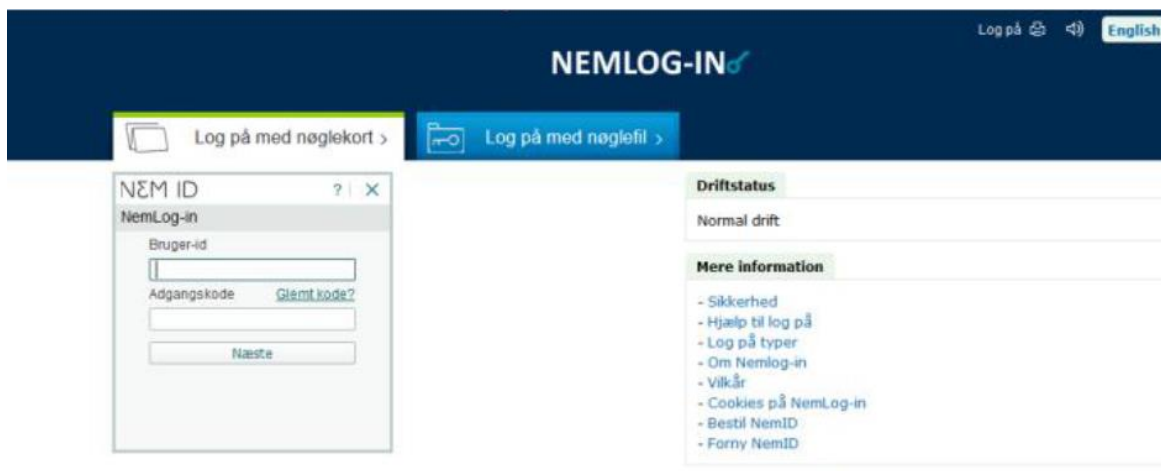 Log på English
NEMLOG-IN
Log på med nøglekort >
Log på med nøglefil >
NEM ID ? | X
NemLog-in
Bruger-id
Adgangskode Glemt kode?
Næste
Driftstatus
Normal drift
Mere information
- Sikkerhed
- Hjælp til log på
- Log på typer
- Om Nemlog-in
- Vilkår
- Cookies på NemLog-in
- Bestil NemID
- Forny NemID